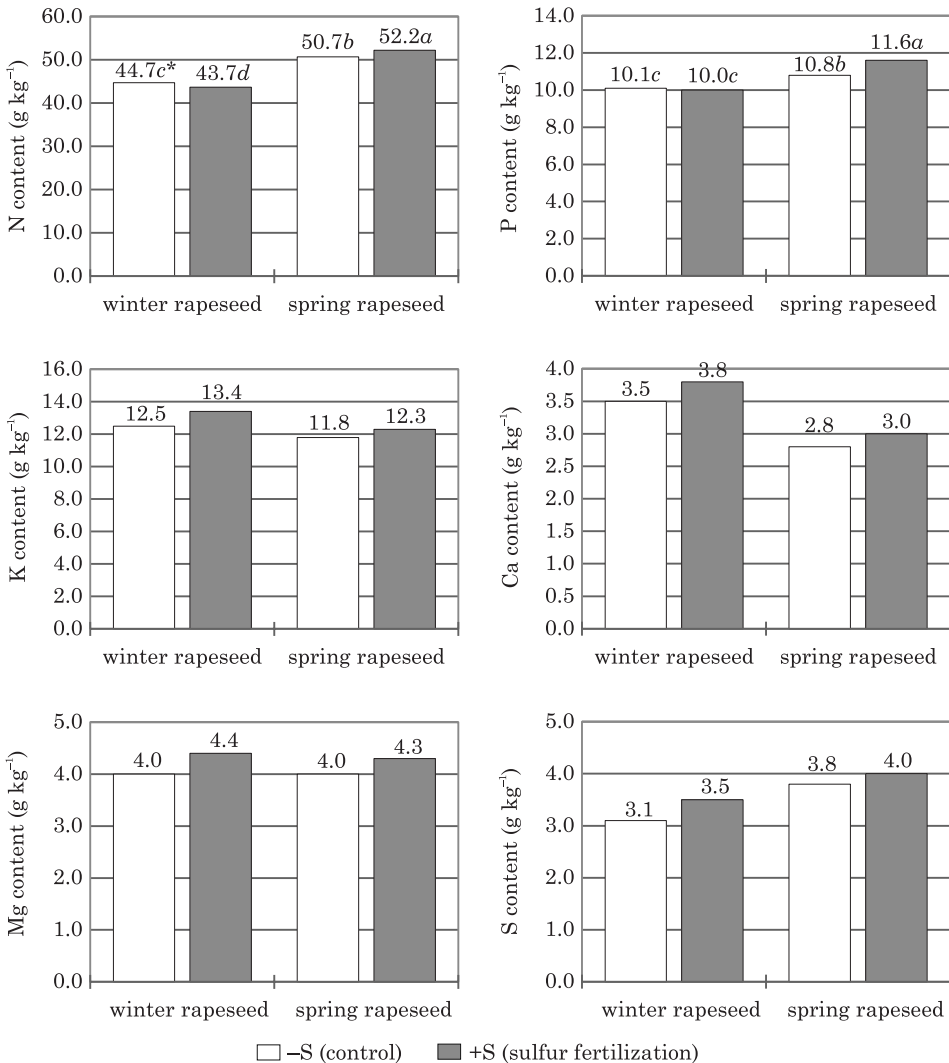 N content (g kg⁻¹)
60.0
50.0
40.0
30.0
20.0
10.0
0.0
44.7c*
43.7d
50.7b
52.2a
winter rapeseed
spring rapeseed
P content (g kg⁻¹)
14.0
12.0
10.0
8.0
6.0
4.0
2.0
0.0
10.1c
10.0c
10.8b
11.6a
winter rapeseed
spring rapeseed
K content (g kg⁻¹)
16.0
14.0
12.0
10.0
8.0
6.0
4.0
2.0
0.0
12.5
13.4
11.8
12.3
winter rapeseed
spring rapeseed
Ca content (g kg⁻¹)
4.0
3.5
3.0
2.5
2.0
1.5
1.0
0.5
0.0
3.5
3.8
2.8
3.0
winter rapeseed
spring rapeseed
Mg content (g kg⁻¹)
5.0
4.0
3.0
2.0
1.0
0.0
4.0
4.4
4.0
4.3
winter rapeseed
spring rapeseed
S content (g kg⁻¹)
5.0
4.0
3.0
2.0
1.0
0.0
3.1
3.5
3.8
4.0
winter rapeseed
spring rapeseed
–S (control)
+S (sulfur fertilization)